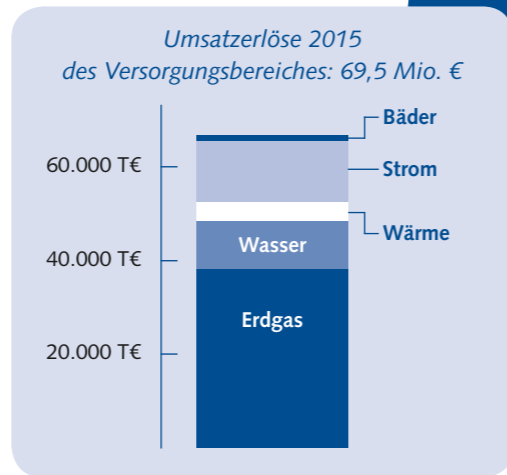 Umsatzerlöse 2015
des Versorgungsbereiches: 69,5 Mio. €
Bäder
60.000 T€
Strom
Wärme
Wasser
40.000 T€
Erdgas
20.000 T€